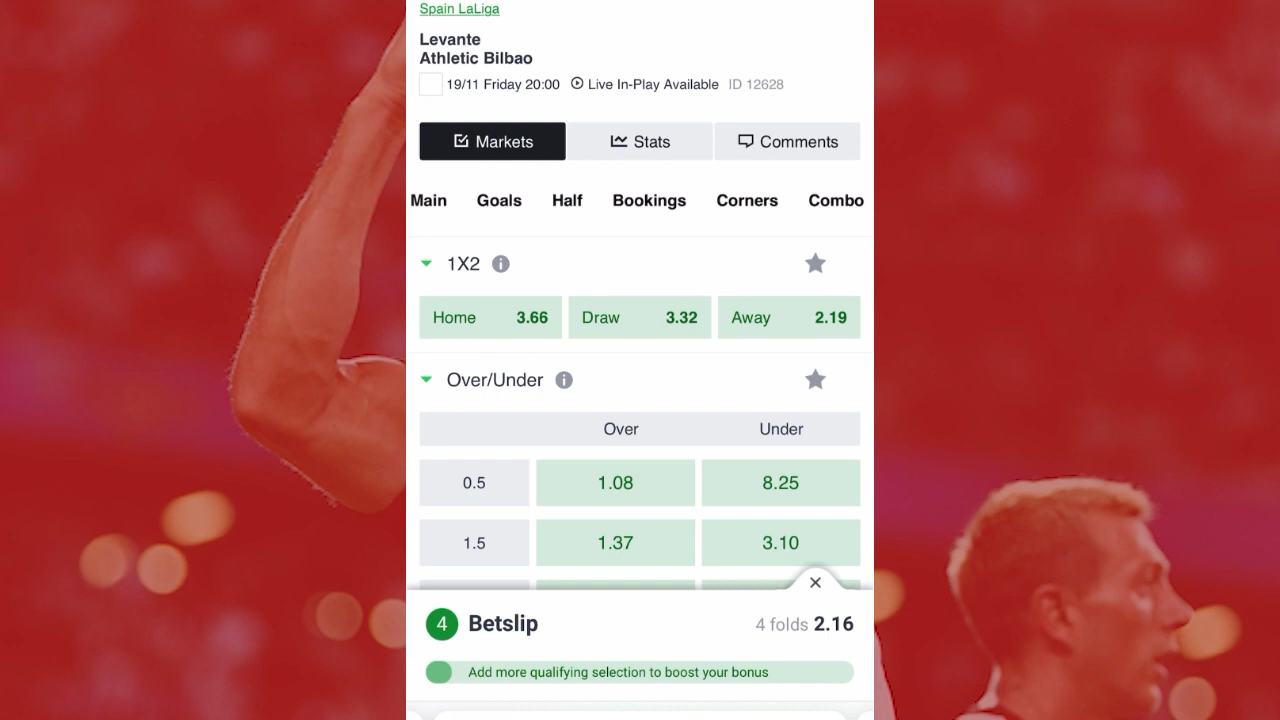 Spain LaLiga
Levante
Athletic Bilbao
19/11 Friday 20:00 Live In-Play Available ID 12628
Markets Stats Comments
Main Goals Half Bookings Corners Combo
1X2
Home 3.66 Draw 3.32 Away 2.19
Over/Under
Over Under
0.5 1.08 8.25
1.5 1.37 3.10
4 Betslip 4 folds 2.16
Add more qualifying selection to boost your bonus